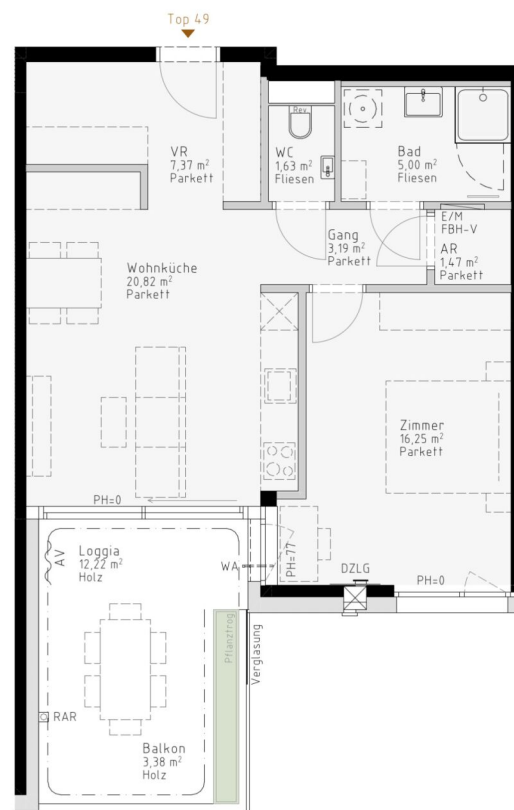 Top 49
VR
7,37 m²
Parkett
Rev.
WC
1,63 m²
Fliesen
Bad
5,00 m²
Fliesen
E/M
FBH-V
AR
1,47 m²
Parkett
Gang
3,19 m²
Parkett
Wohnküche
20,82 m²
Parkett
Zimmer
16,25 m²
Parkett
PH=0
Loggia
12,22 m²
Holz
AV
WA
PH=77
DZLG
PH=0
Pflanztrog
Verglasung
RAR
Balkon
3,38 m²
Holz